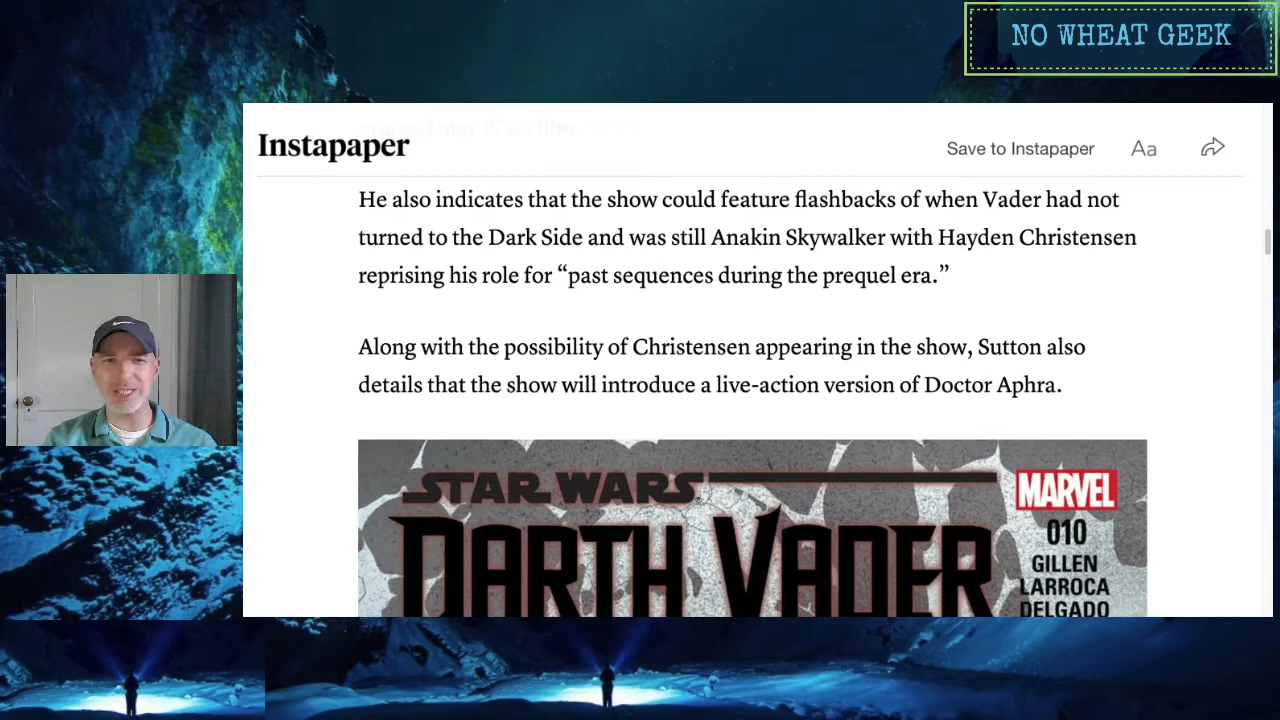 NO WHEAT GEEK
original Star Wars film.
Instapaper
Save to Instapaper
Aa
He also indicates that the show could feature flashbacks of when Vader had not
turned to the Dark Side and was still Anakin Skywalker with Hayden Christensen
reprising his role for “past sequences during the prequel era.”
Along with the possibility of Christensen appearing in the show, Sutton also
details that the show will introduce a live-action version of Doctor Aphra.
STAR WARS
MARVEL
DARTH VADER
010
GILLEN
LARROCA
DELGADO